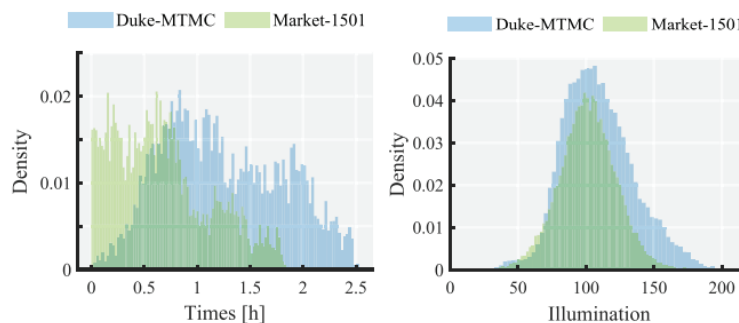 Duke-MTMC Market-1501
0.02
0.01
0
Density
0 0.5 1 1.5 2 2.5
Times [h]
Duke-MTMC Market-1501
0.05
0.04
0.03
0.02
0.01
0
Density
0 50 100 150 200
Illumination